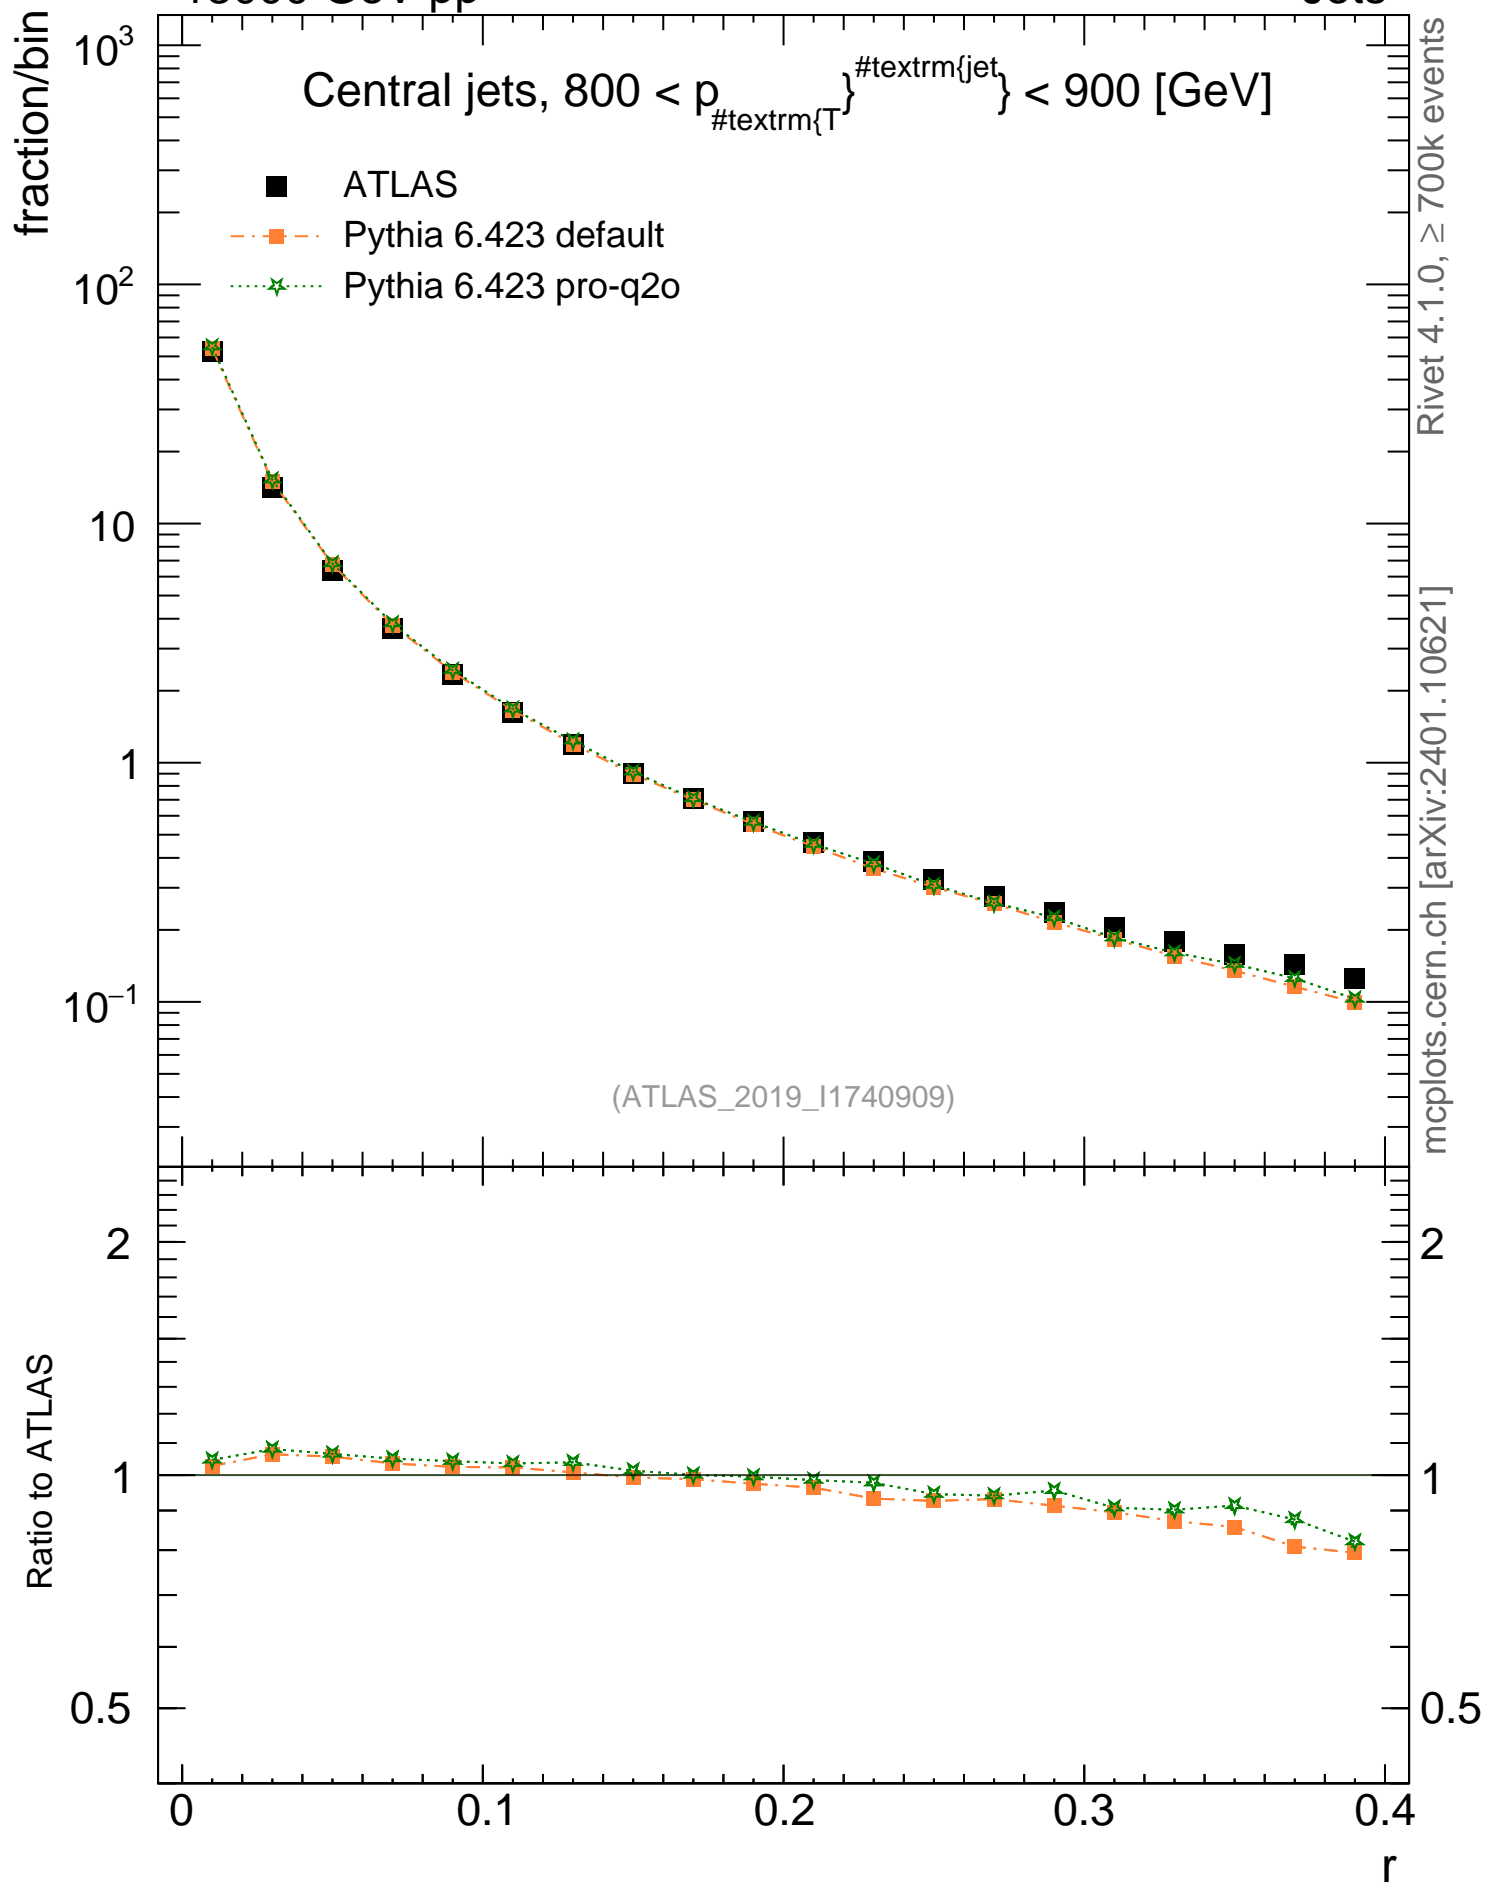 fraction/bin
10³
Central jets, 800 < p_#textrm{T}}^#textrm{jet} < 900 [GeV]
ATLAS
Pythia 6.423 default
Pythia 6.423 pro-q2o
10²
10
1
10⁻¹
(ATLAS_2019_I1740909)
Rivet 4.1.0, ≥ 700k events
mcplots.cern.ch [arXiv:2401.10621]
Ratio to ATLAS
2
1
0.5
2
1
0.5
0
0.1
0.2
0.3
0.4
r